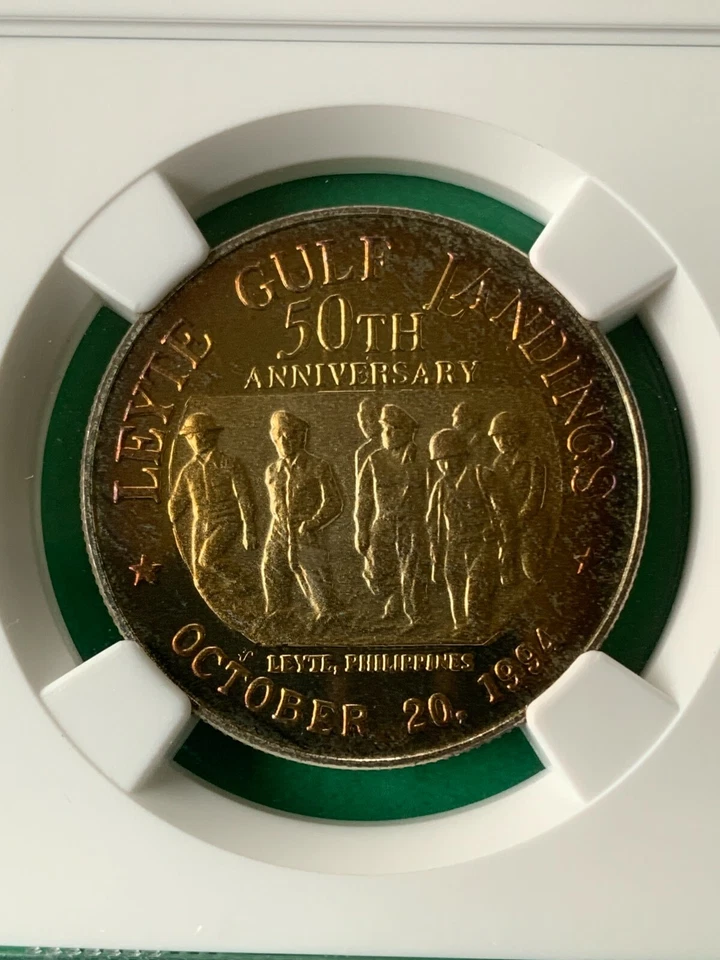 LEYTE GULF LANDINGS
50TH
ANNIVERSARY
LEYTE, PHILIPPINES
OCTOBER 20, 1994